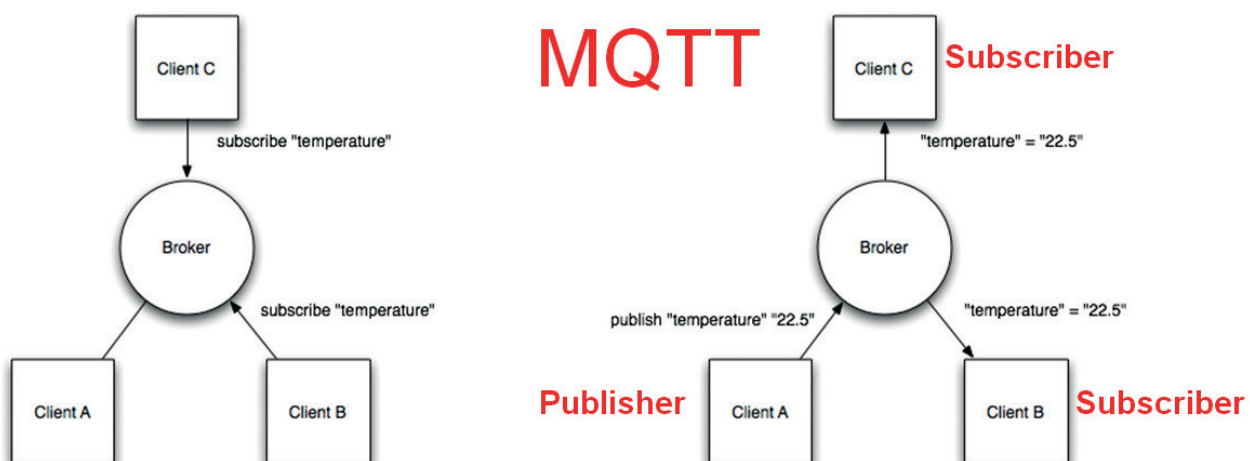 Client C
subscribe "temperature"
Broker
subscribe "temperature"
Client A
Client B
MQTT
Client C
Subscriber
"temperature" = "22.5"
Broker
publish "temperature" "22.5"
"temperature" = "22.5"
Publisher
Client A
Client B
Subscriber